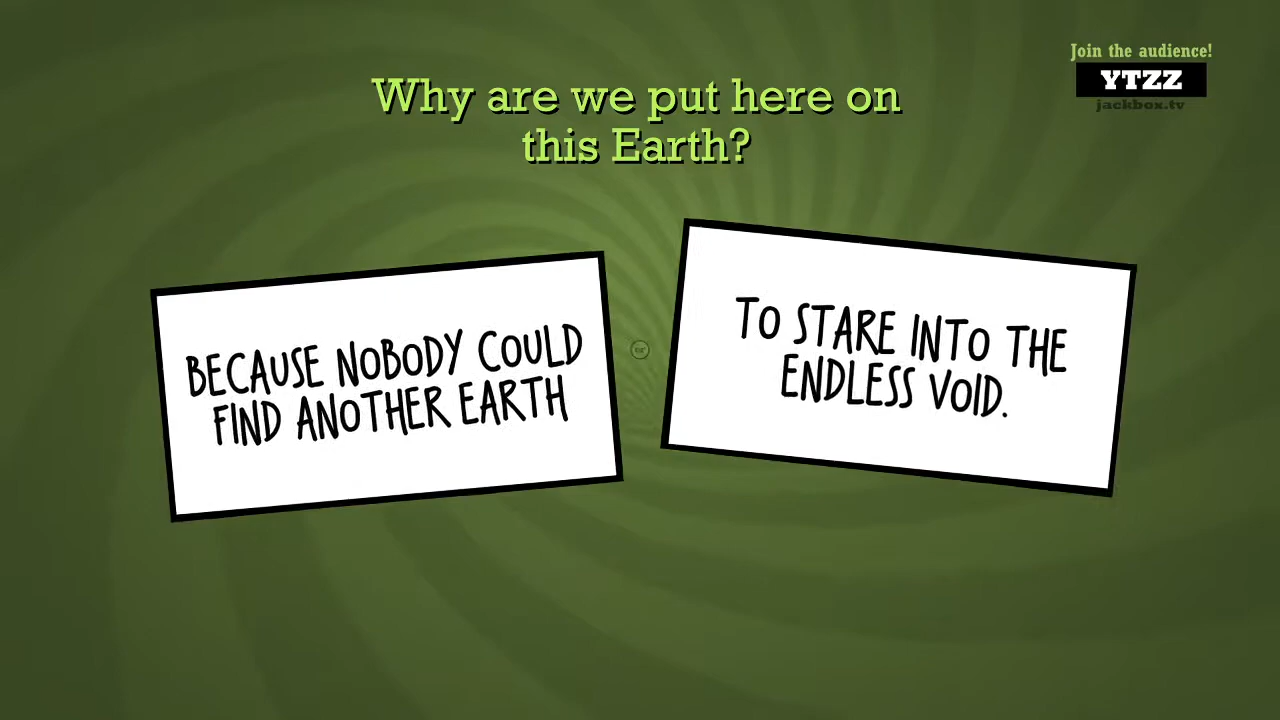 Join the audience!
YTZZ
jackbox.tv
Why are we put here on
this Earth?
BECAUSE NOBODY COULD
FIND ANOTHER EARTH
TO STARE INTO THE
ENDLESS VOID.